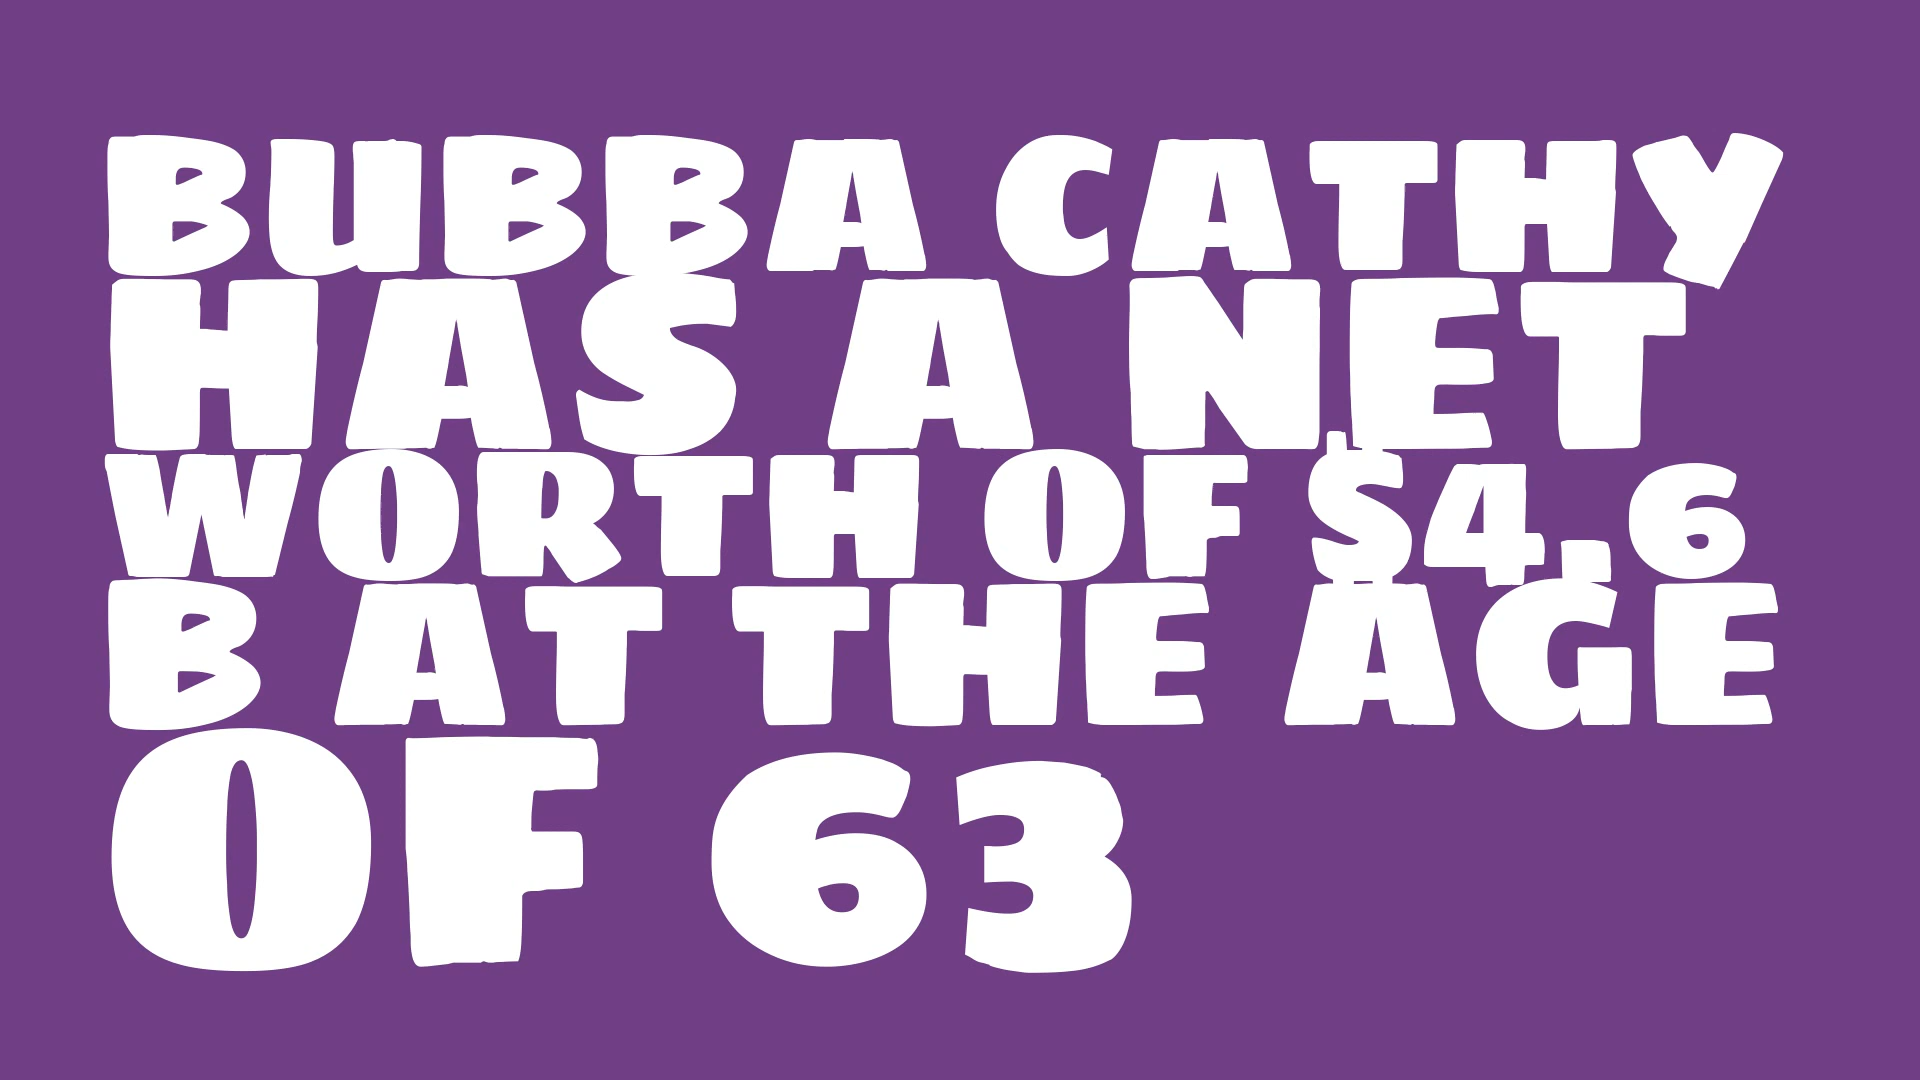 BUBBA CATHY
HAS A NET
WORTH OF $4.6
B AT THE AGE
OF 63